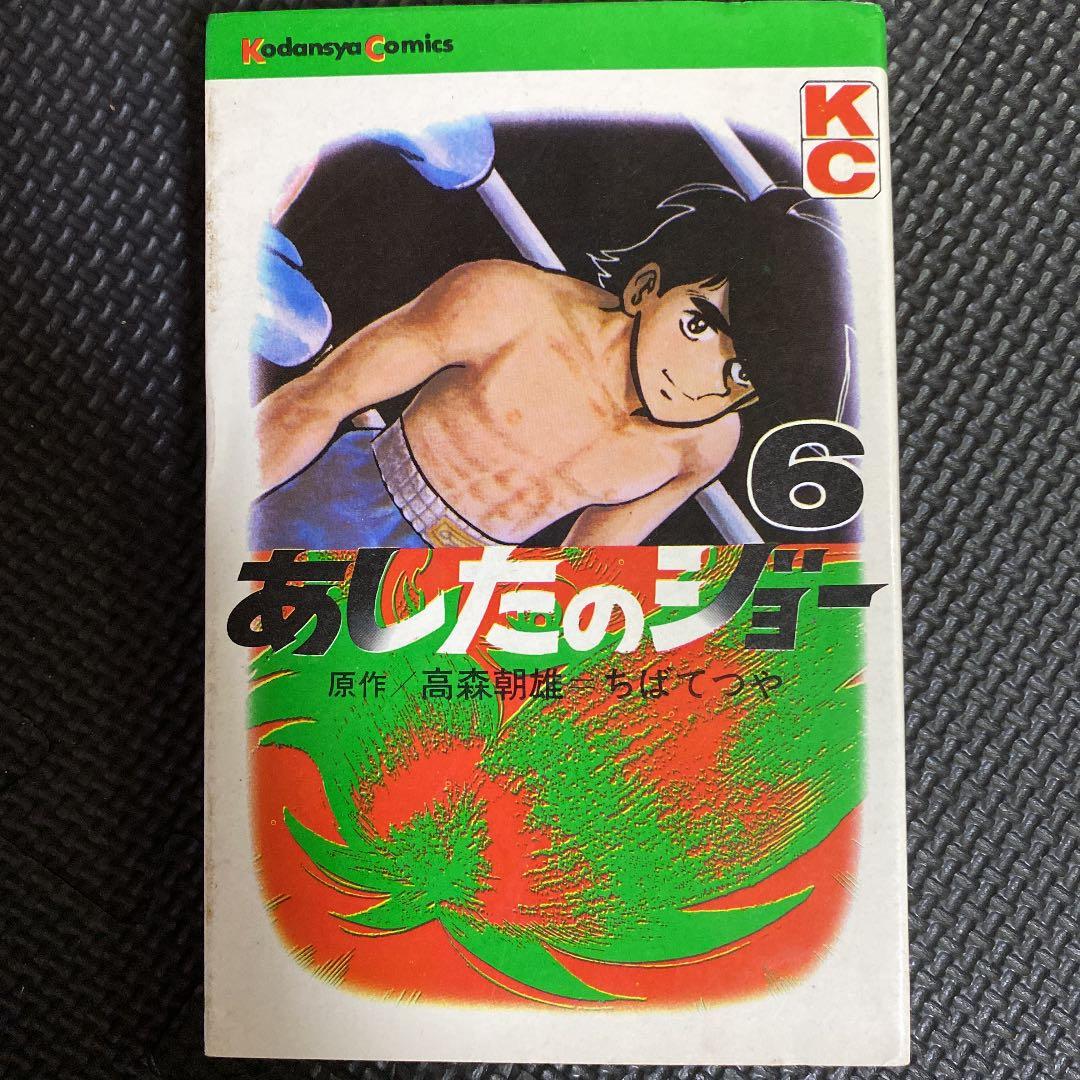 Kodansya Comics
KC
6
あしたのジョー
原作／高森朝雄＝ちばてつや